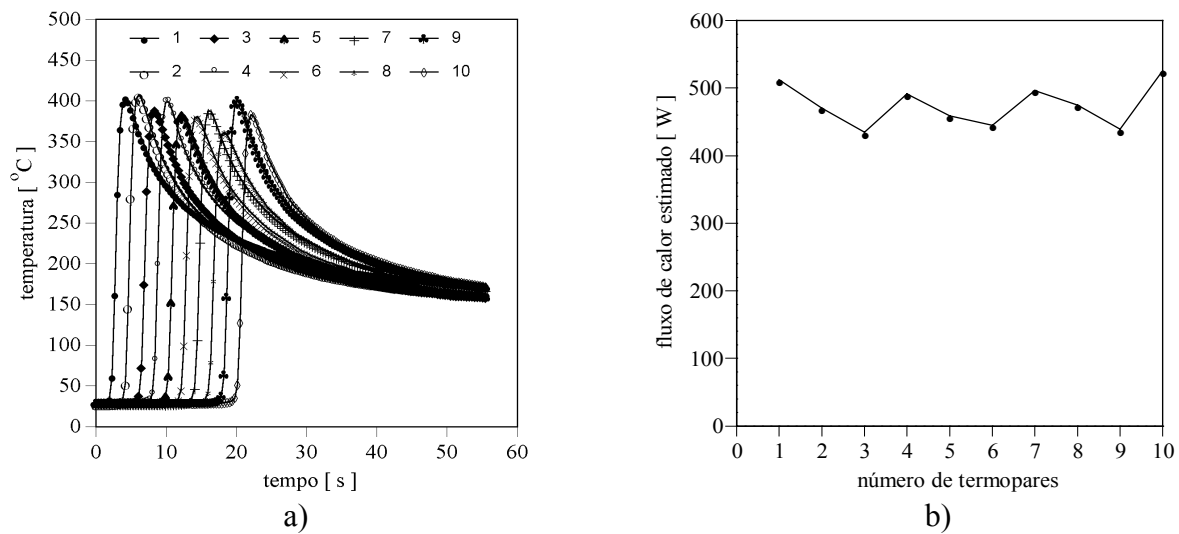 500
450
400
350
300
250
200
150
100
50
0
temperatura [ °C ]
1 3 5 7 9
2 4 6 8 10
0 10 20 30 40 50 60
tempo [ s ]
a)
600
500
400
300
200
100
0
fluxo de calor estimado [ W ]
0 1 2 3 4 5 6 7 8 9 10
número de termopares
b)